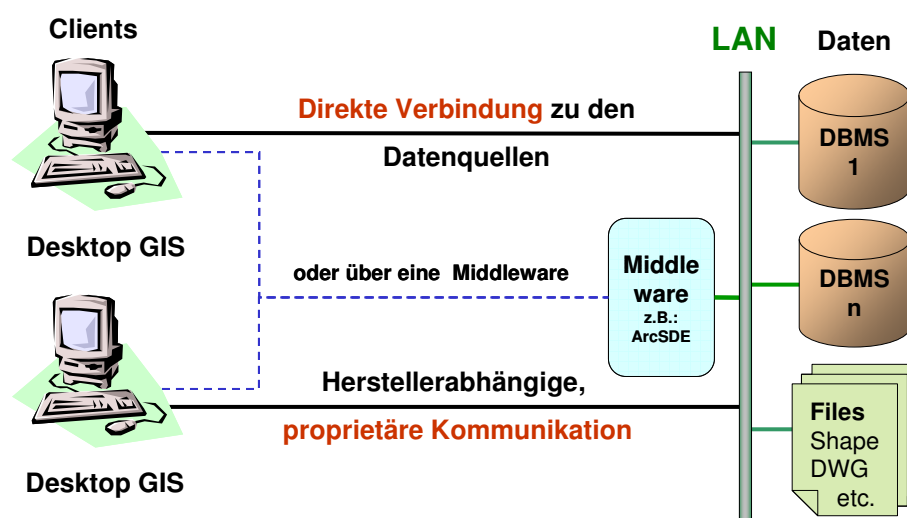 Clients
LAN
Daten
Direkte Verbindung zu den
Datenquellen
DBMS
1
Desktop GIS
oder über eine Middleware
Middle
ware
z.B.:
ArcSDE
DBMS
n
Herstellerabhängige,
proprietäre Kommunikation
Files
Shape
DWG
etc.
Desktop GIS